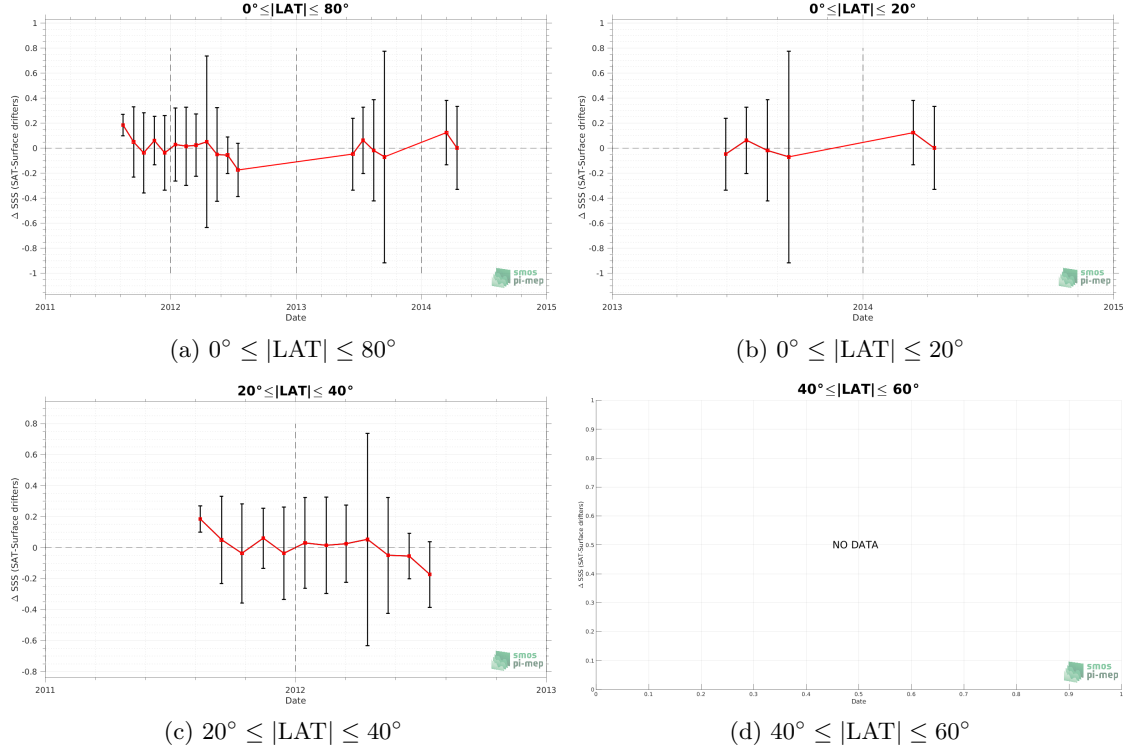 0°≤|LAT|≤ 80°
1
0.8
0.6
0.4
0.2
0
-0.2
-0.4
-0.6
-0.8
-1
Δ SSS (SAT-Surface drifters)
2011
2012
2013
2014
2015
Date
smos
pi-mep
(a) 0° ≤ |LAT| ≤ 80°
0°≤|LAT|≤ 20°
1
0.8
0.6
0.4
0.2
0
-0.2
-0.4
-0.6
-0.8
-1
Δ SSS (SAT-Surface drifters)
2013
2014
2015
Date
smos
pi-mep
(b) 0° ≤ |LAT| ≤ 20°
20°≤|LAT|≤ 40°
0.8
0.6
0.4
0.2
0
-0.2
-0.4
-0.6
-0.8
Δ SSS (SAT-Surface drifters)
2011
2012
2013
Date
smos
pi-mep
(c) 20° ≤ |LAT| ≤ 40°
40°≤|LAT|≤ 60°
1
0.9
0.8
0.7
0.6
0.5
0.4
0.3
0.2
0.1
0
Δ SSS (SAT-Surface drifters)
NO DATA
0
0.1
0.2
0.3
0.4
0.5
0.6
0.7
0.8
0.9
1
Date
smos
pi-mep
(d) 40° ≤ |LAT| ≤ 60°